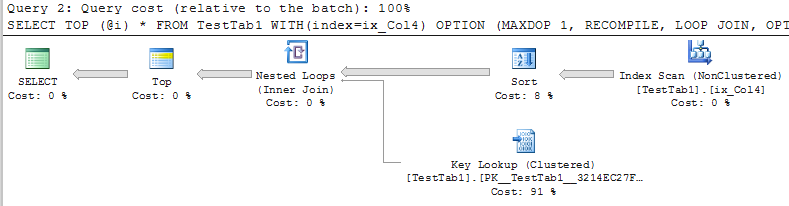 Query 2: Query cost (relative to the batch): 100%
SELECT TOP (@i) * FROM TestTab1 WITH(index=ix_Col4) OPTION (MAXDOP 1, RECOMPILE, LOOP JOIN, OPT
SELECT
Cost: 0 %
Top
Cost: 0 %
Nested Loops
(Inner Join)
Cost: 0 %
Sort
Cost: 8 %
Index Scan (NonClustered)
[TestTab1].[ix_Col4]
Cost: 0 %
Key Lookup (Clustered)
[TestTab1].[PK__TestTab1__3214EC27F…
Cost: 91 %